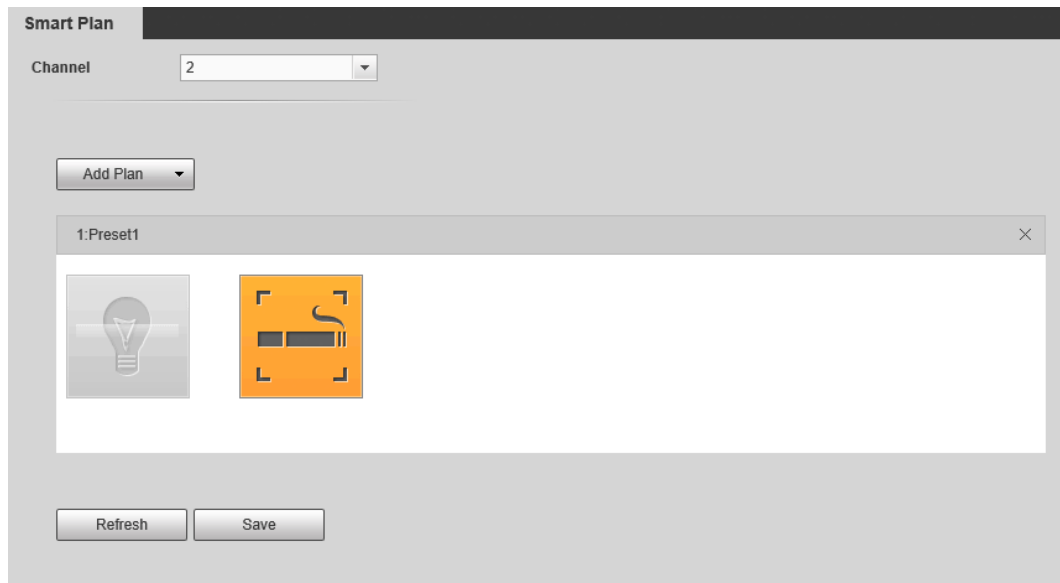 Smart Plan
Channel 2
Add Plan
1:Preset1
Refresh Save